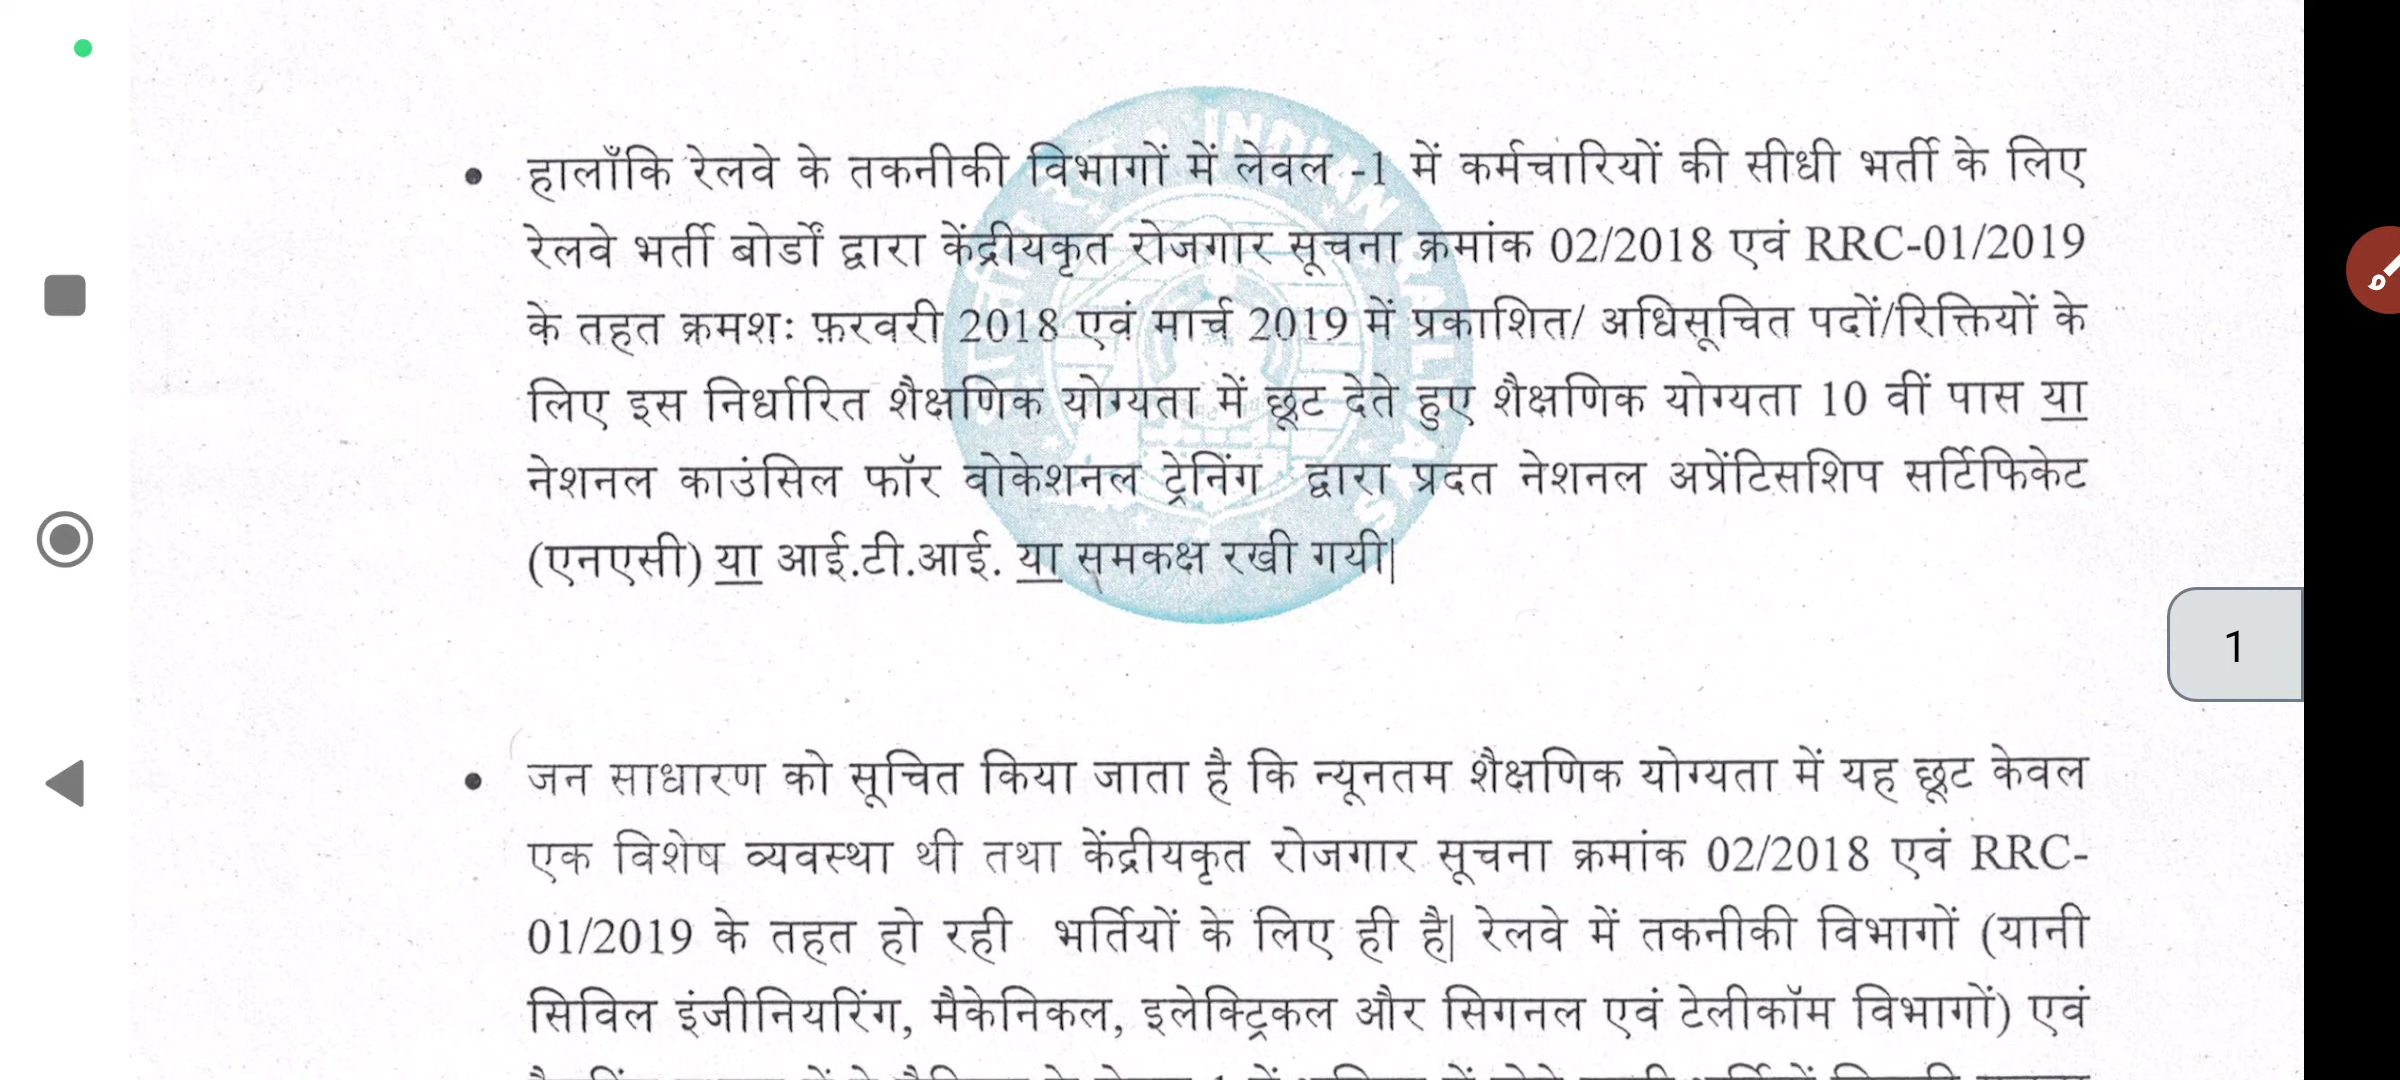 हालाँकि रेलवे के तकनीकी विभागों में लेवल -1 में कर्मचारियों की सीधी भर्ती के लिए
रेलवे भर्ती बोर्डों द्वारा केंद्रीयकृत रोजगार सूचना क्रमांक 02/2018 एवं RRC-01/2019
के तहत क्रमशः फ़रवरी 2018 एवं मार्च 2019 में प्रकाशित/ अधिसूचित पदों/रिक्तियों के
लिए इस निर्धारित शैक्षणिक योग्यता में छूट देते हुए शैक्षणिक योग्यता 10 वीं पास या
नेशनल काउंसिल फॉर वोकेशनल ट्रेनिंग द्वारा प्रदत नेशनल अप्रेंटिसशिप सर्टिफिकेट
(एनएसी) या आई.टी.आई. या समकक्ष रखी गयी|
1
जन साधारण को सूचित किया जाता है कि न्यूनतम शैक्षणिक योग्यता में यह छूट केवल
एक विशेष व्यवस्था थी तथा केंद्रीयकृत रोजगार सूचना क्रमांक 02/2018 एवं RRC-
01/2019 के तहत हो रही भर्तियों के लिए ही है| रेलवे में तकनीकी विभागों (यानी
सिविल इंजीनियरिंग, मैकेनिकल, इलेक्ट्रिकल और सिगनल एवं टेलीकॉम विभागों) एवं